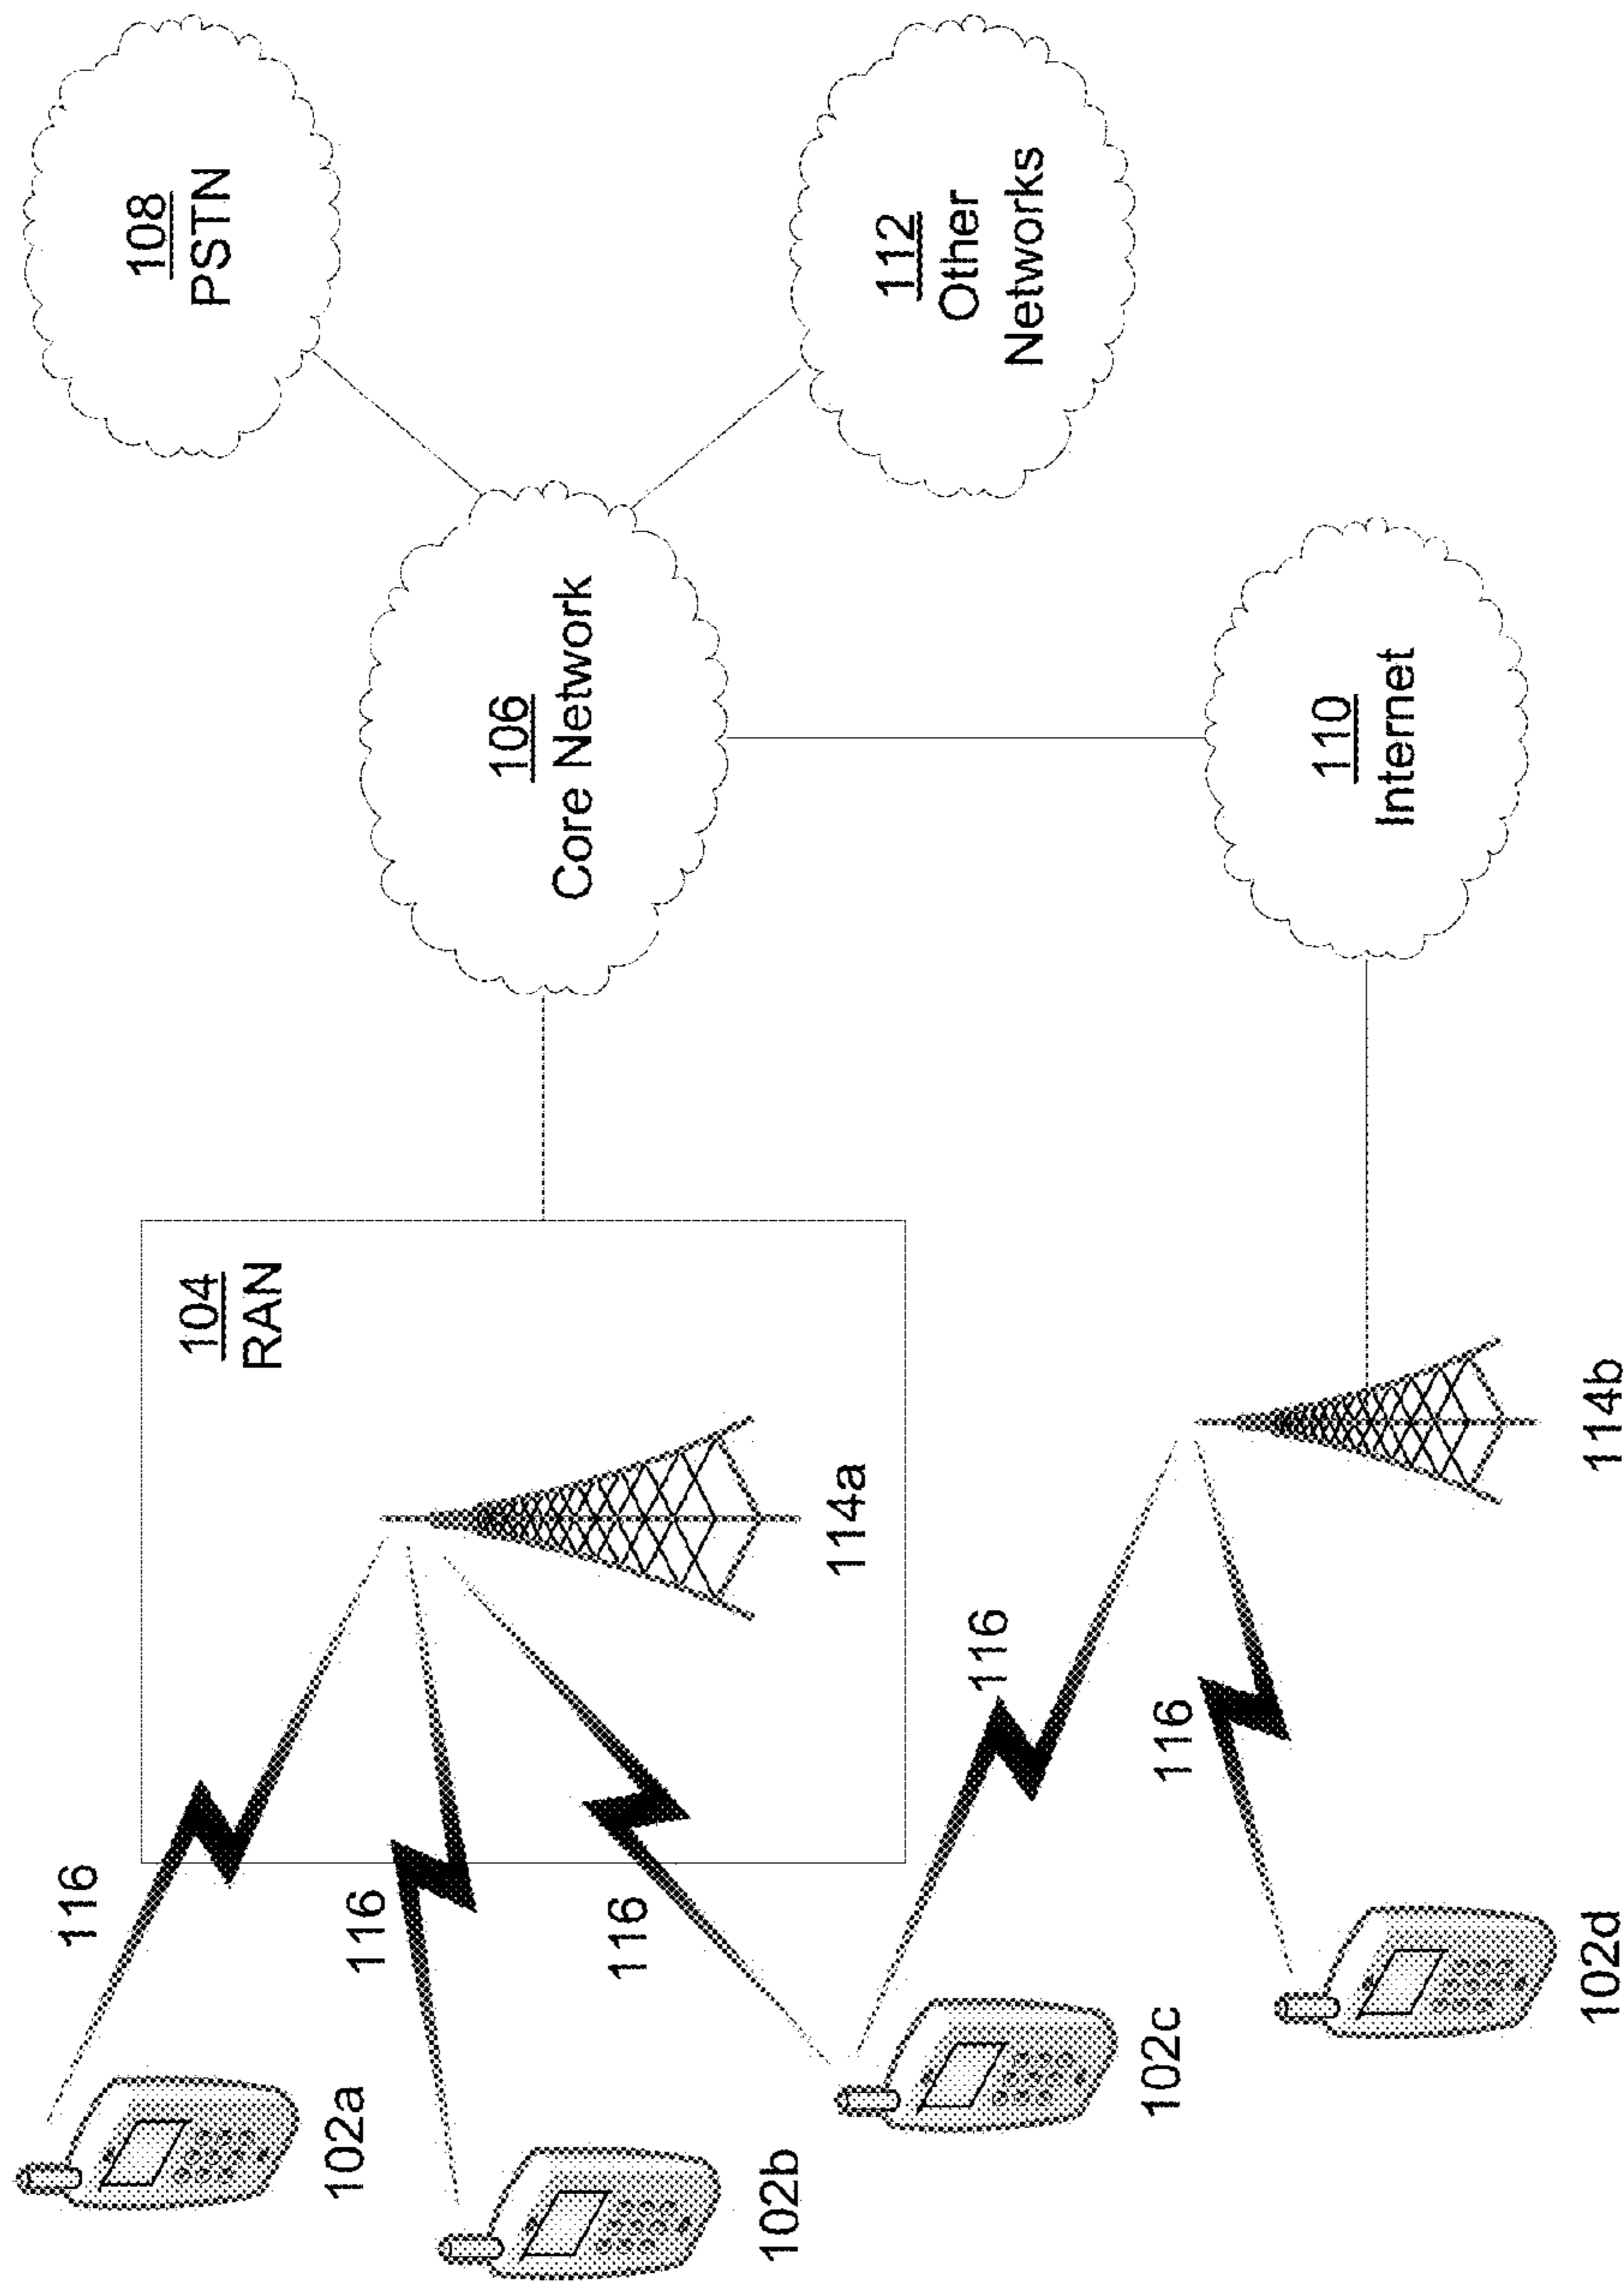 116
102a
116
102b
116
104
RAN
114a
106
Core Network
108
PSTN
112
Other
Networks
102c
116
116
102d
114b
110
Internet